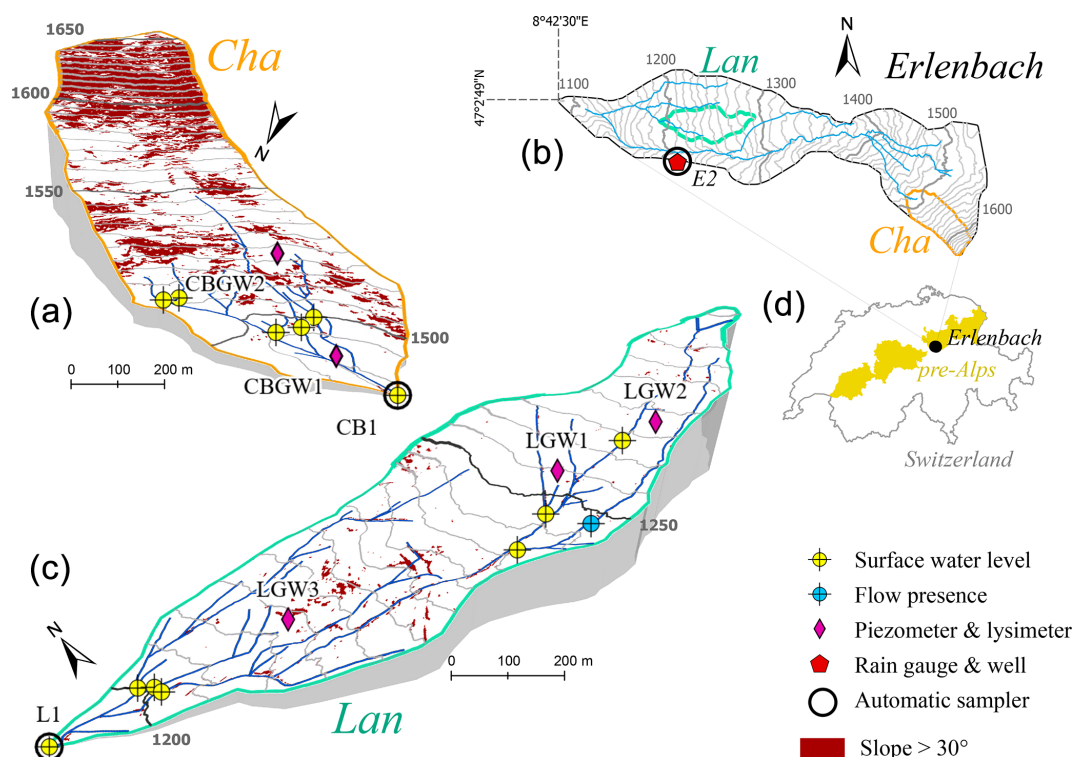 1650
Cha
1600
N
1550
CBGW2
(a)
1500
0 100 200 m
CBGW1
CB1
8°42'30"E
47°2'49"N
N
Erlenbach
1100
1200
Lan
1300
1400
1500
(b)
E2
1600
Cha
(d)
Erlenbach
pre-Alps
Switzerland
LGW2
LGW1
1250
(c)
LGW3
N
0 100 200 m
L1
1200
Lan
Surface water level
Flow presence
Piezometer & lysimeter
Rain gauge & well
Automatic sampler
Slope > 30°